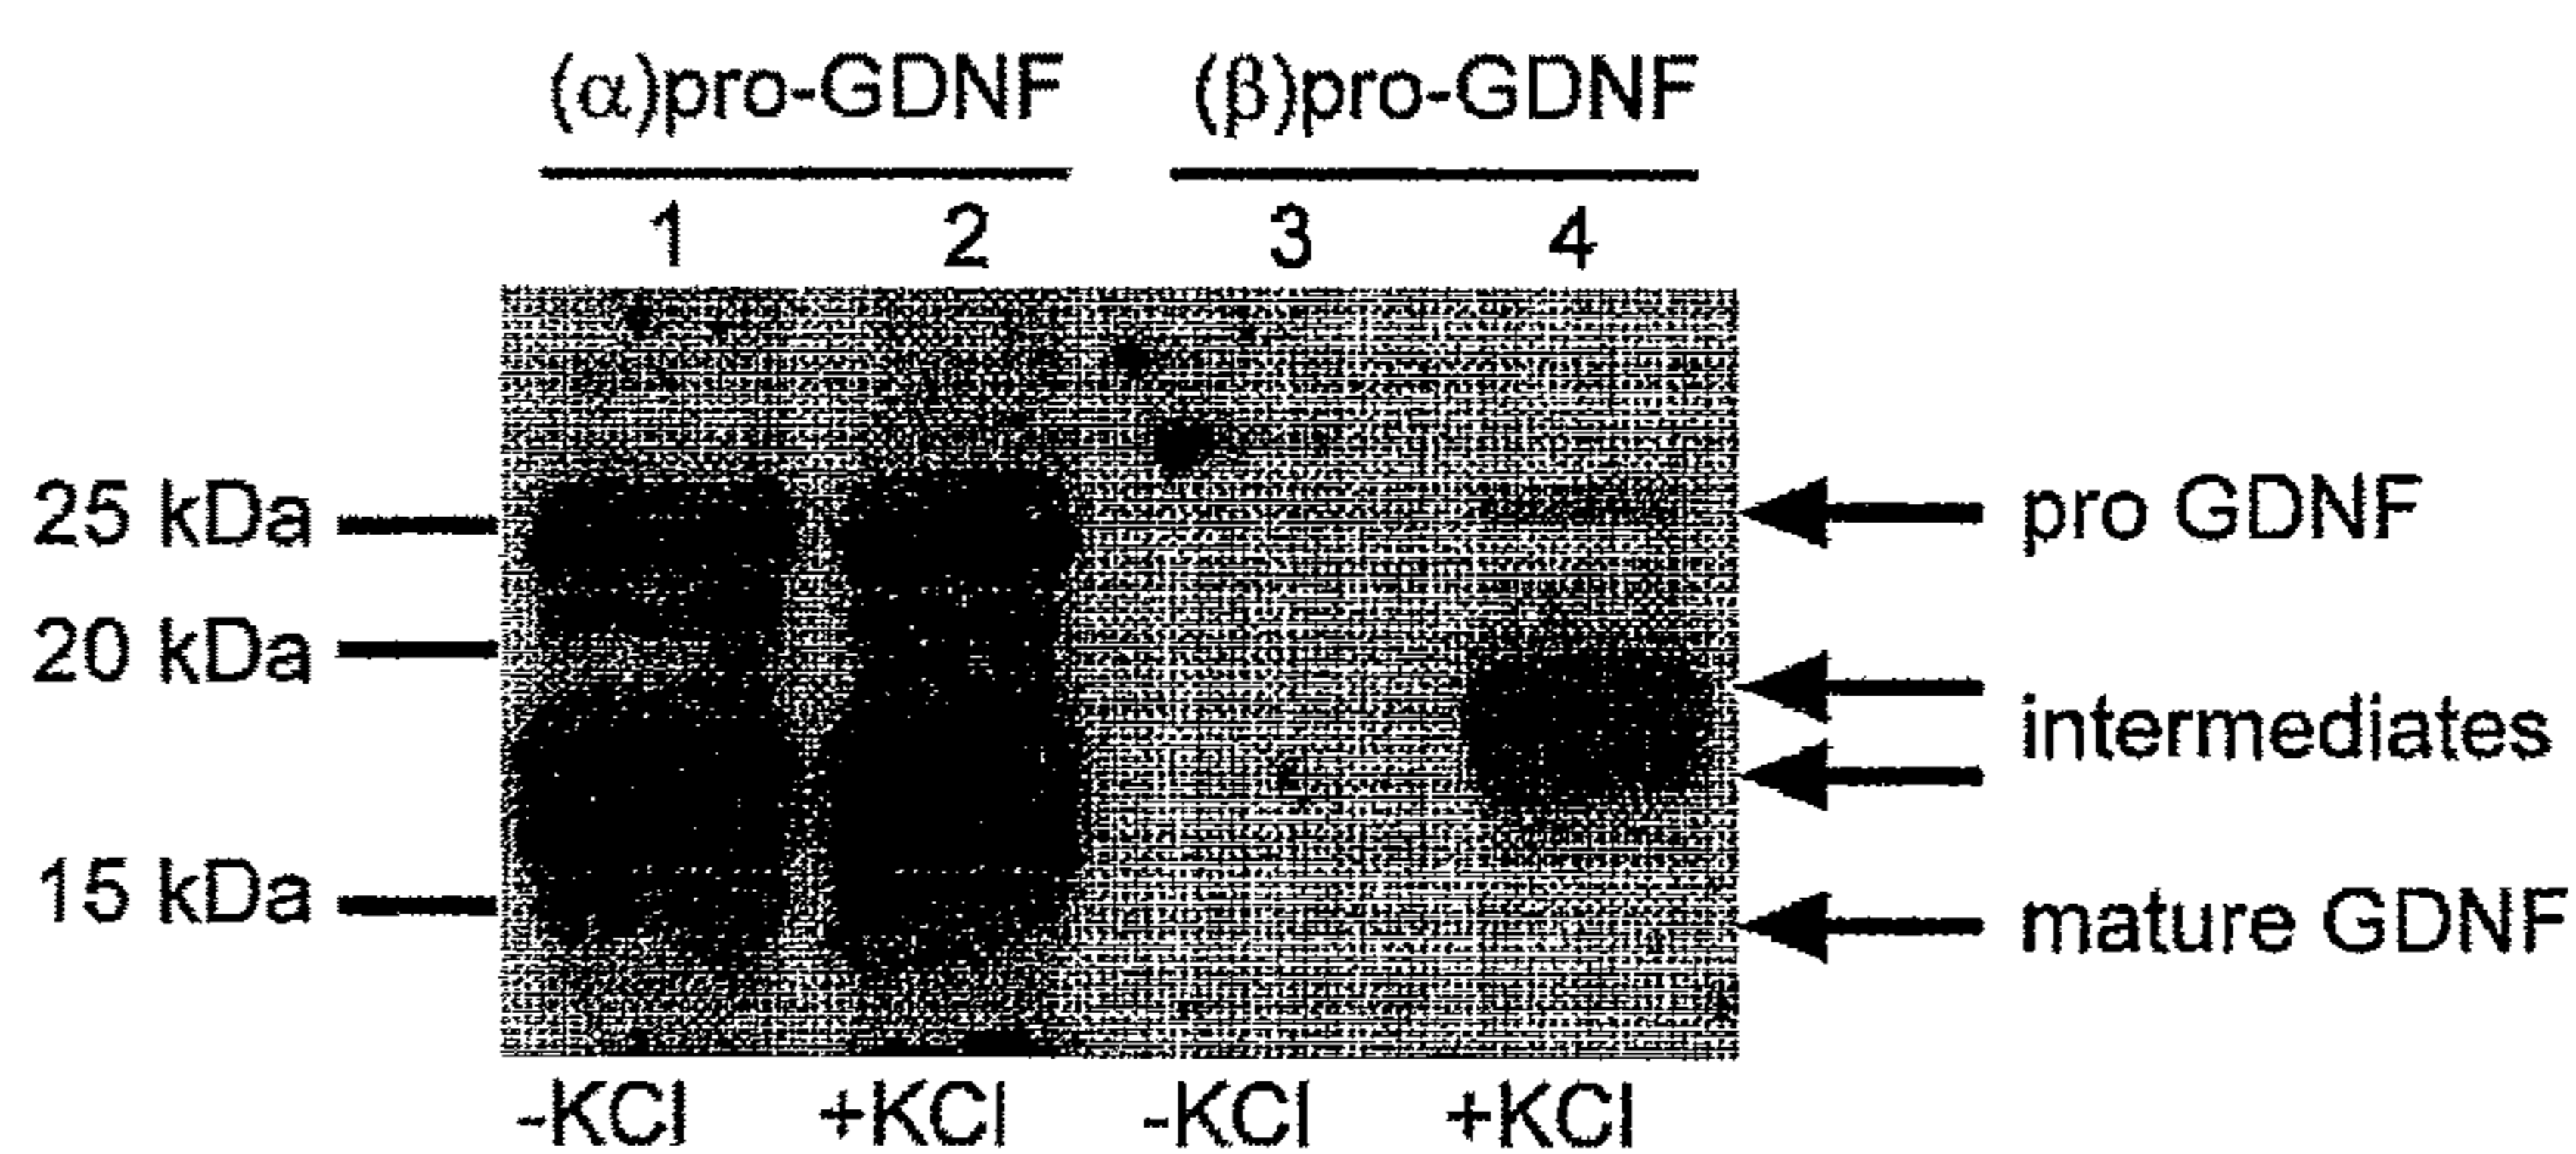 (α)pro-GDNF (β)pro-GDNF
1 2 3 4
25 kDa pro GDNF
20 kDa
intermediates
15 kDa mature GDNF
-KCl +KCl -KCl +KCl